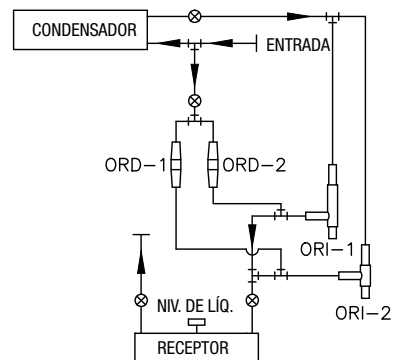 CONDENSADOR
ENTRADA
ORD-1
ORD-2
ORI-1
ORI-2
NIV. DE LÍQ.
RECEPTOR